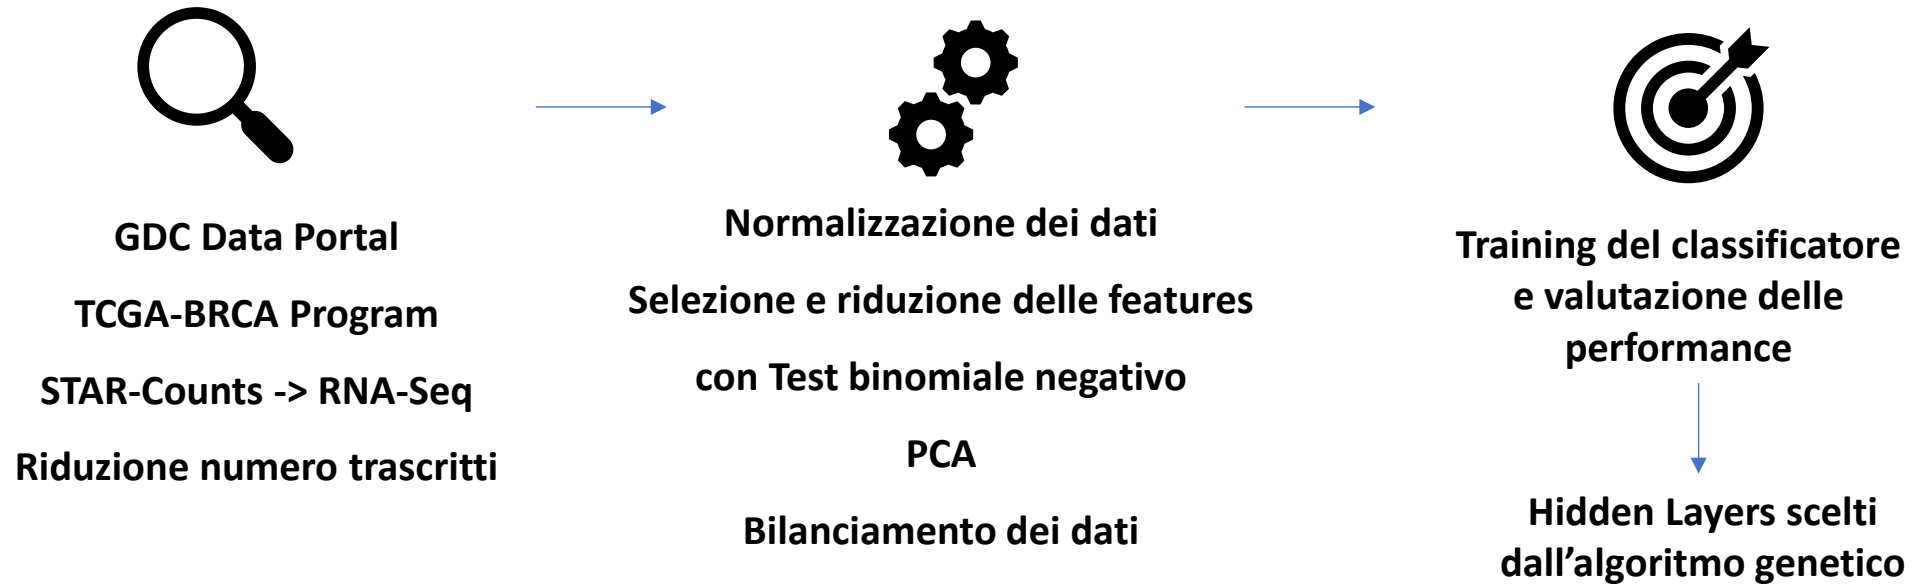 GDC Data Portal
TCGA-BRCA Program
STAR-Counts -> RNA-Seq
Riduzione numero trascritti
Normalizzazione dei dati
Selezione e riduzione delle features
con Test binomiale negativo
PCA
Bilanciamento dei dati
Training del classificatore
e valutazione delle
performance
Hidden Layers scelti
dall’algoritmo genetico